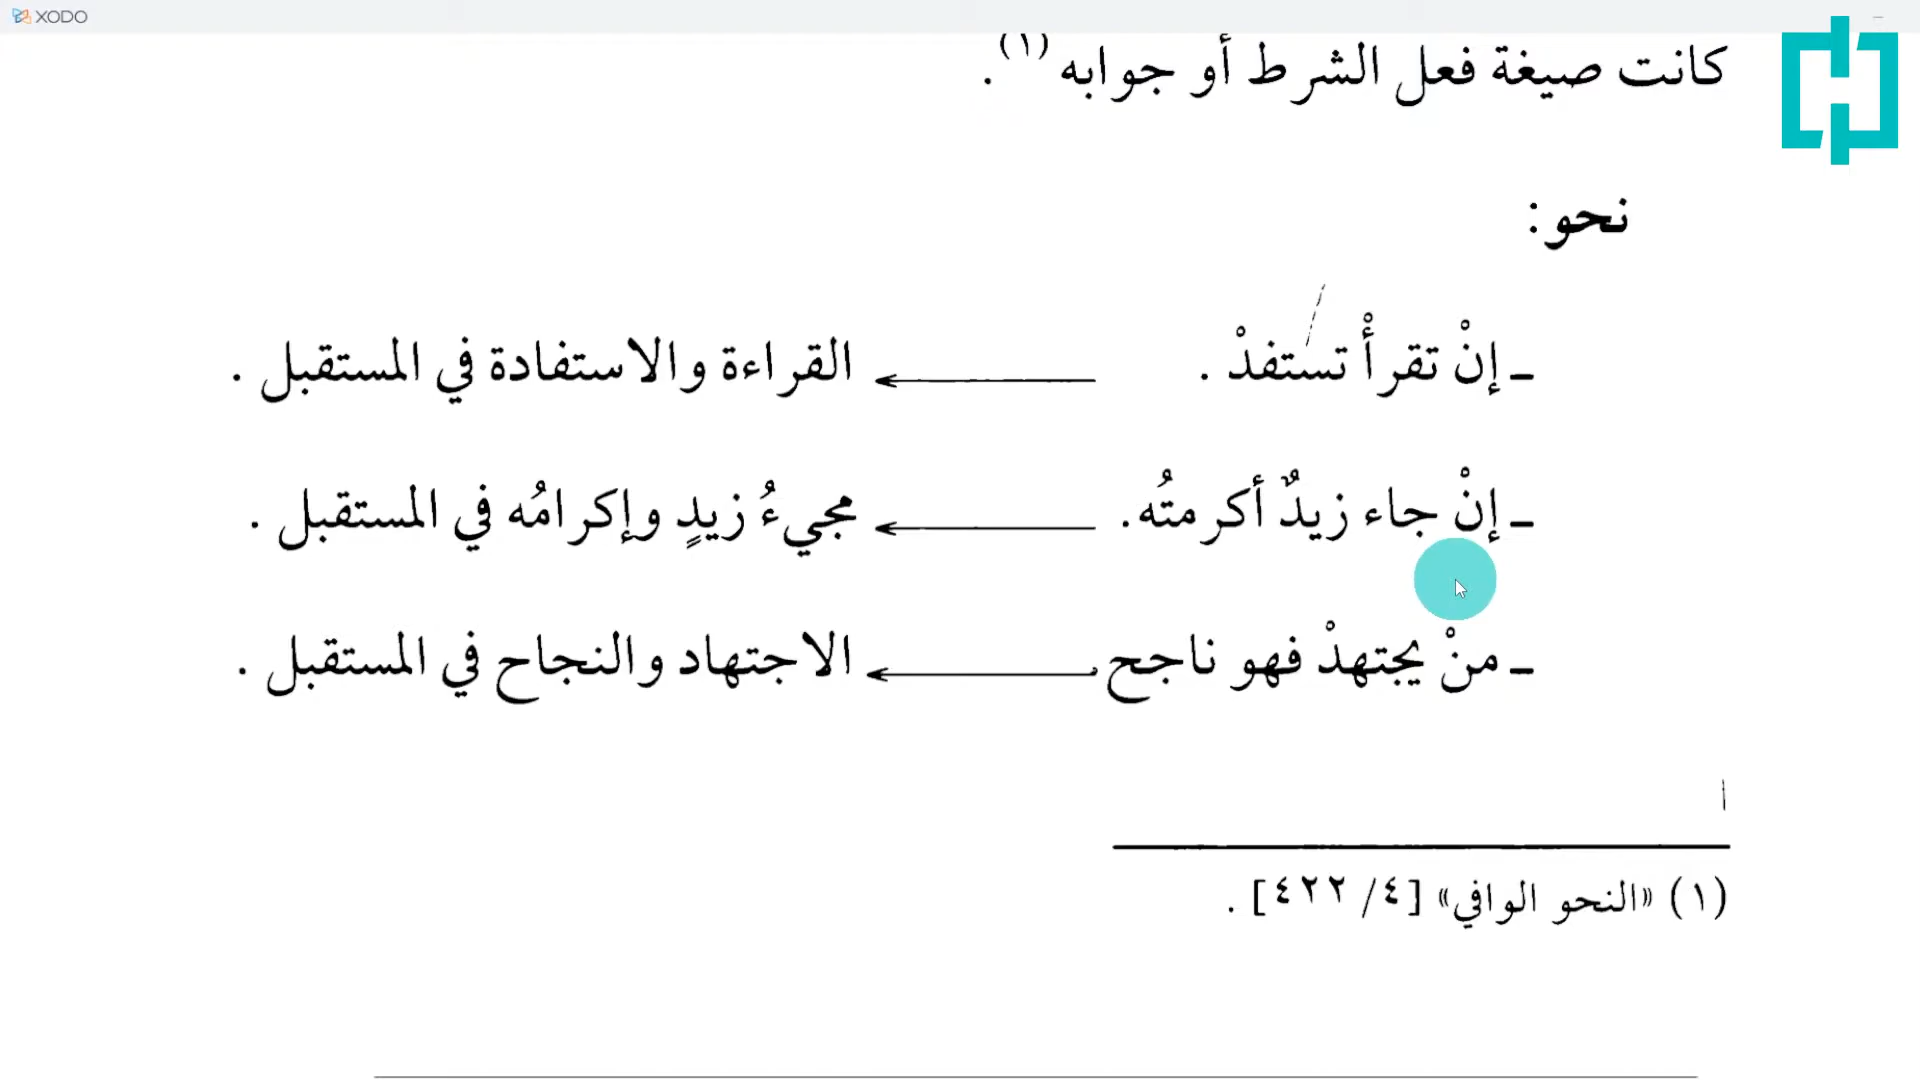 XODO
كانت صيغة فعل الشرط أو جوابه (١).
نحو:
ـ إنْ تقرأْ تستفدْ . ← القراءة والاستفادة في المستقبل .
ـ إنْ جاء زيدٌ أكرمتُه. ← مجيءُ زيدٍ وإكرامُه في المستقبل .
ـ منْ يجتهدْ فهو ناجح. ← الاجتهاد والنجاح في المستقبل .
(١) «النحو الوافي» [٤/ ٤٢٢] .